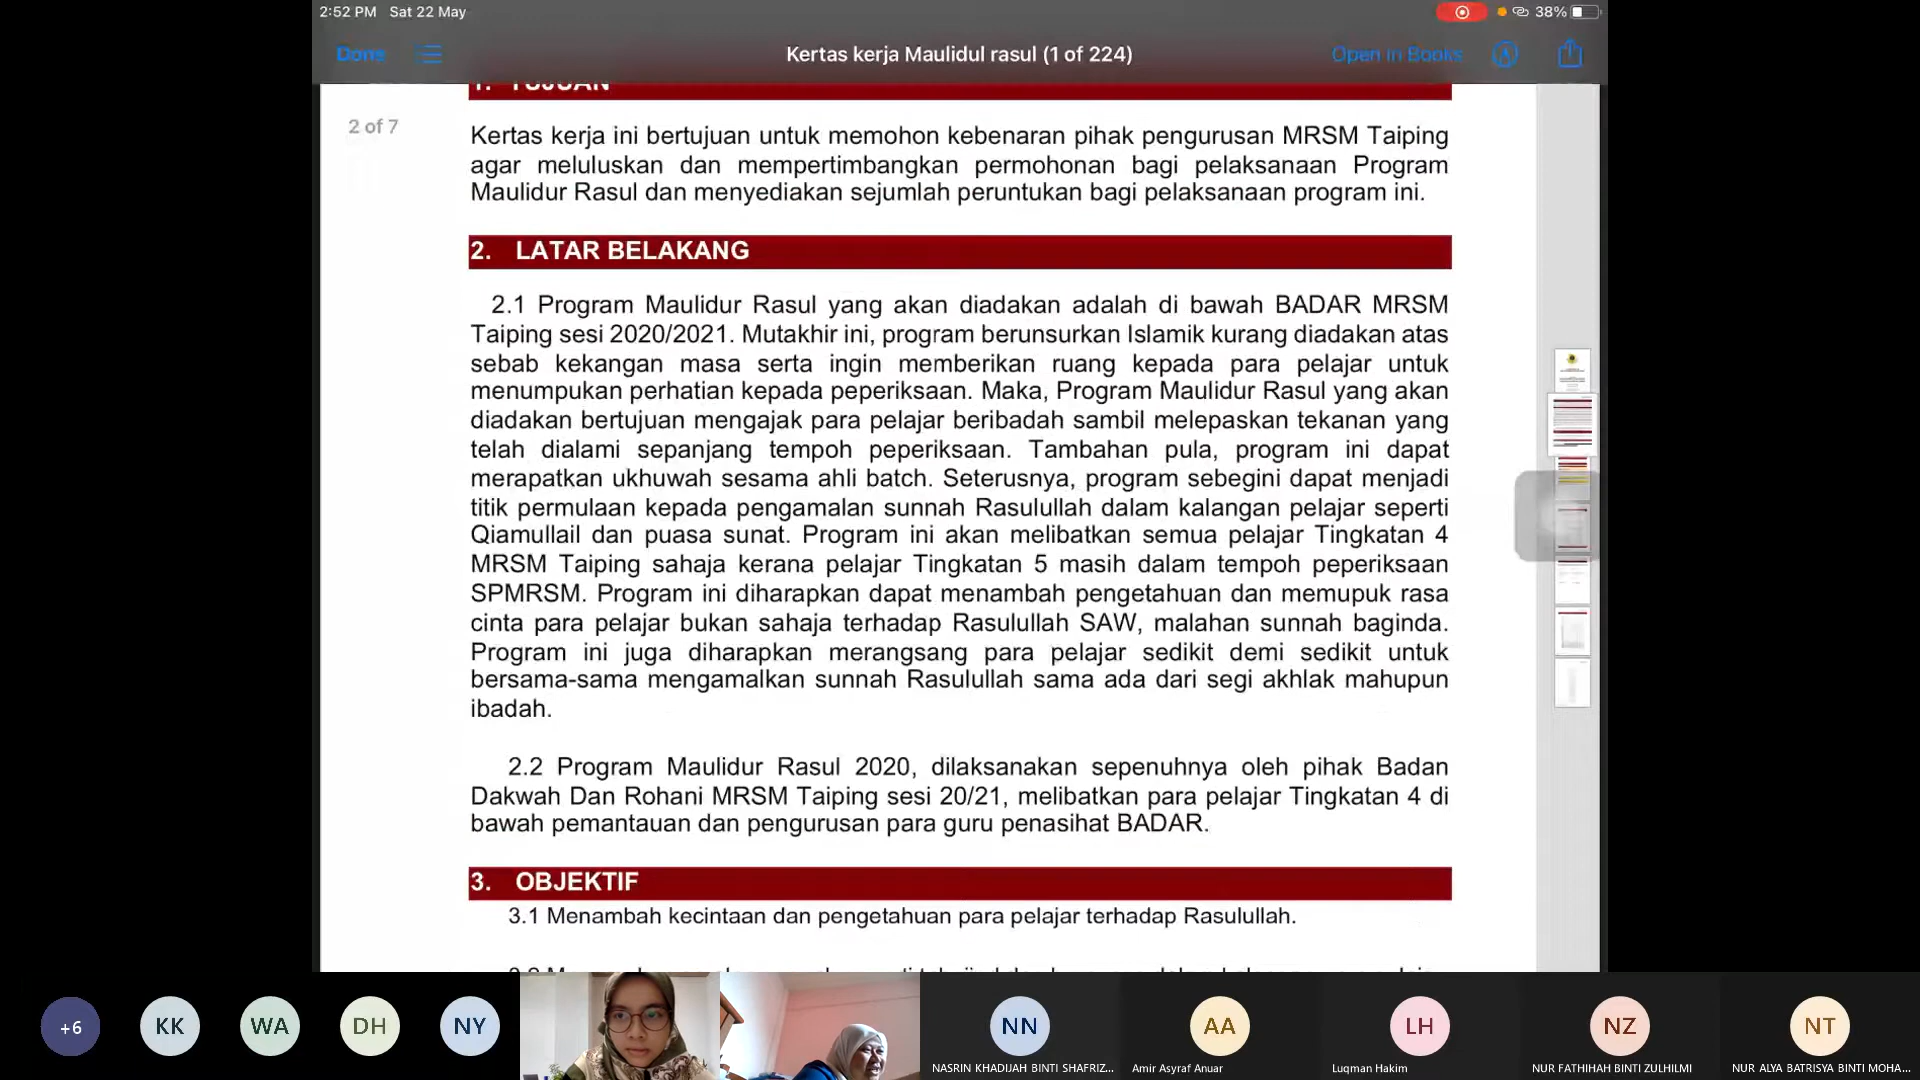 2:52 PM Sat 22 May
38%
Done
Kertas kerja Maulidul rasul (1 of 224)
Open in Books
1. TUJUAN
2 of 7
Kertas kerja ini bertujuan untuk memohon kebenaran pihak pengurusan MRSM Taiping
agar meluluskan dan mempertimbangkan permohonan bagi pelaksanaan Program
Maulidur Rasul dan menyediakan sejumlah peruntukan bagi pelaksanaan program ini.
2. LATAR BELAKANG
2.1 Program Maulidur Rasul yang akan diadakan adalah di bawah BADAR MRSM
Taiping sesi 2020/2021. Mutakhir ini, program berunsurkan Islamik kurang diadakan atas
sebab kekangan masa serta ingin memberikan ruang kepada para pelajar untuk
menumpukan perhatian kepada peperiksaan. Maka, Program Maulidur Rasul yang akan
diadakan bertujuan mengajak para pelajar beribadah sambil melepaskan tekanan yang
telah dialami sepanjang tempoh peperiksaan. Tambahan pula, program ini dapat
merapatkan ukhuwah sesama ahli batch. Seterusnya, program sebegini dapat menjadi
titik permulaan kepada pengamalan sunnah Rasulullah dalam kalangan pelajar seperti
Qiamullail dan puasa sunat. Program ini akan melibatkan semua pelajar Tingkatan 4
MRSM Taiping sahaja kerana pelajar Tingkatan 5 masih dalam tempoh peperiksaan
SPMRSM. Program ini diharapkan dapat menambah pengetahuan dan memupuk rasa
cinta para pelajar bukan sahaja terhadap Rasulullah SAW, malahan sunnah baginda.
Program ini juga diharapkan merangsang para pelajar sedikit demi sedikit untuk
bersama-sama mengamalkan sunnah Rasulullah sama ada dari segi akhlak mahupun
ibadah.
2.2 Program Maulidur Rasul 2020, dilaksanakan sepenuhnya oleh pihak Badan
Dakwah Dan Rohani MRSM Taiping sesi 20/21, melibatkan para pelajar Tingkatan 4 di
bawah pemantauan dan pengurusan para guru penasihat BADAR.
3. OBJEKTIF
3.1 Menambah kecintaan dan pengetahuan para pelajar terhadap Rasulullah.
+6
KK
WA
DH
NY
NN
AA
LH
NZ
NT
NASRIN KHADIJAH BINTI SHAFRIZ...
Amir Asyraf Anuar
Luqman Hakim
NUR FATHIHAH BINTI ZULHILMI
NUR ALYA BATRISYA BINTI MOHA...